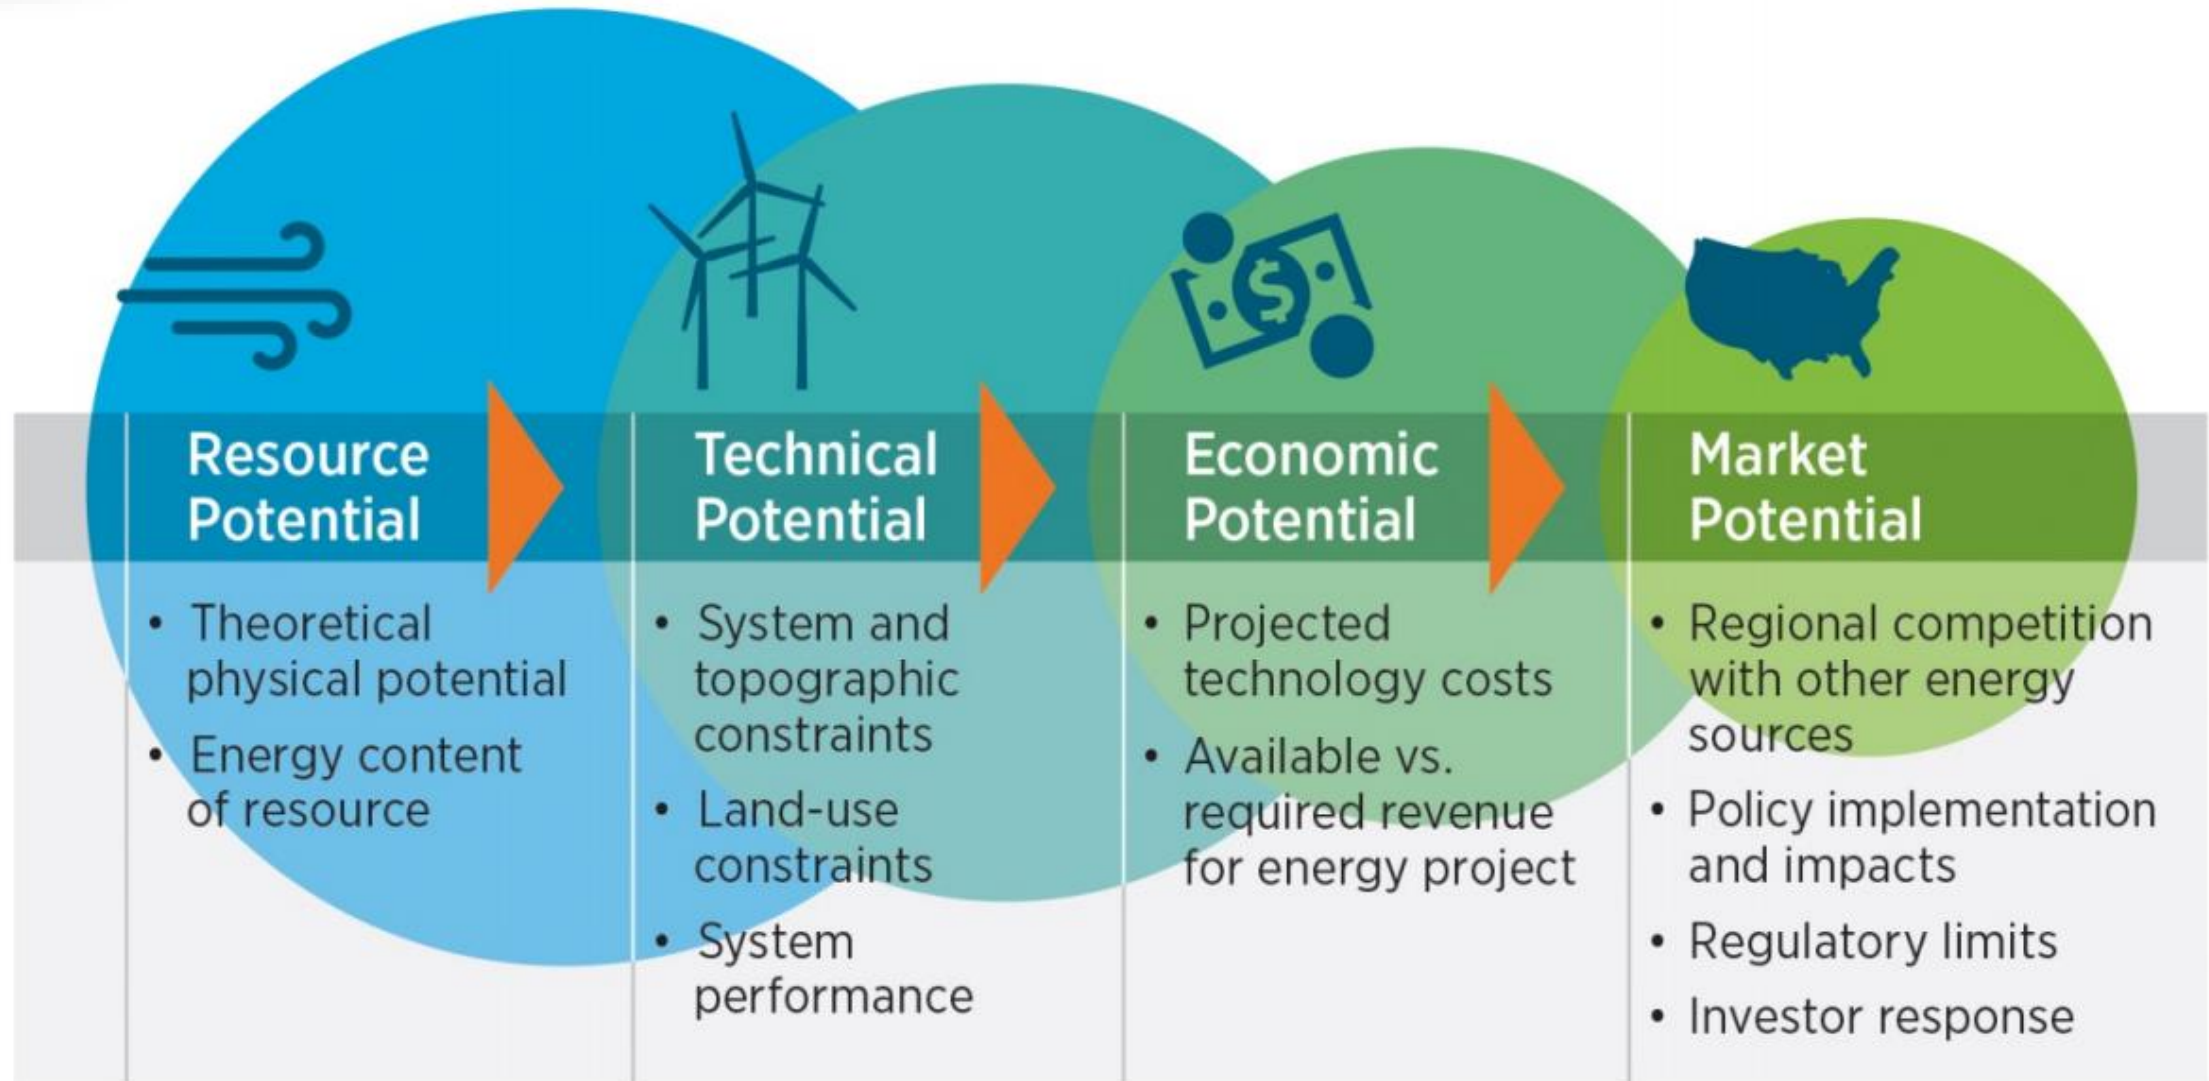 Resource
Potential
• Theoretical
physical potential
• Energy content
of resource
Technical
Potential
• System and
topographic
constraints
• Land-use
constraints
• System
performance
$
Economic
Potential
• Projected
technology costs
• Available vs.
required revenue
for energy project
Market
Potential
• Regional competition
with other energy
sources
• Policy implementation
and impacts
• Regulatory limits
• Investor response